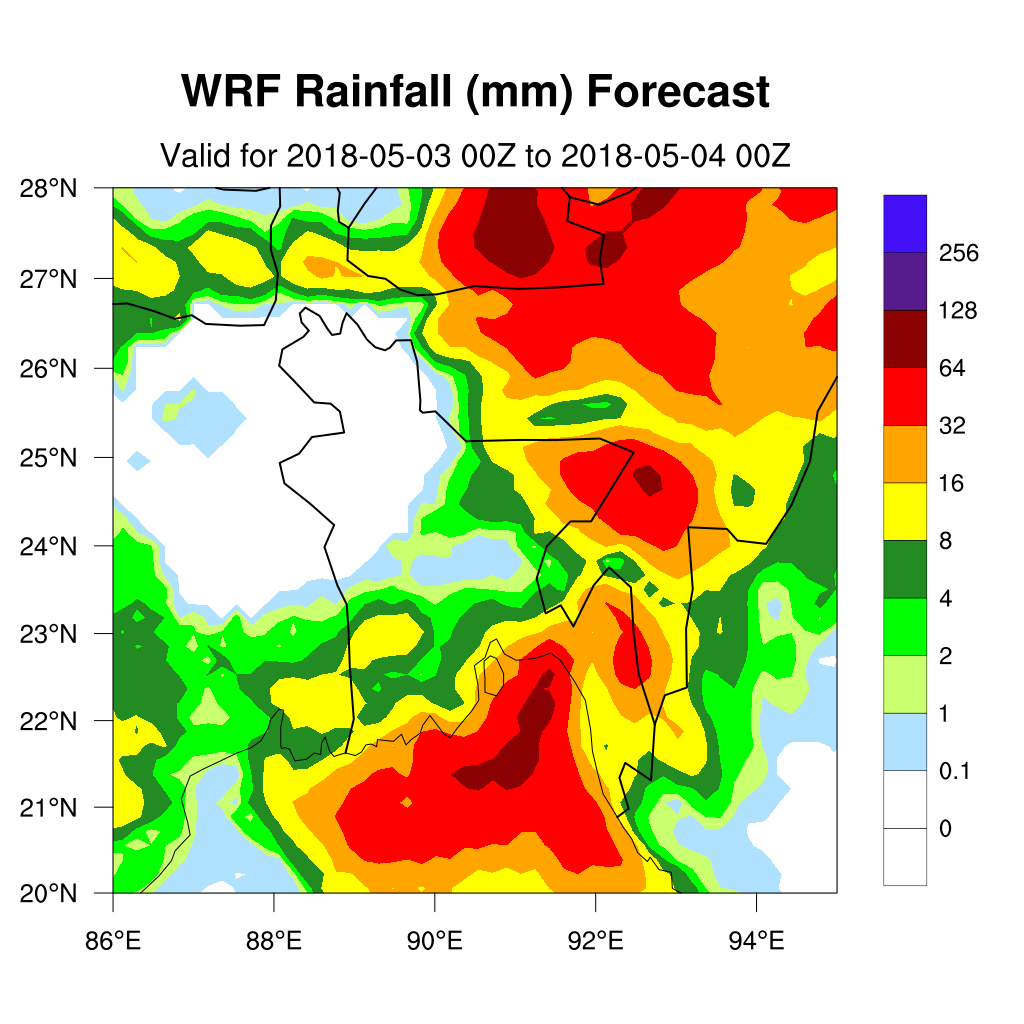 WRF Rainfall (mm) Forecast
Valid for 2018-05-03 00Z to 2018-05-04 00Z
28°N
27°N
26°N
25°N
24°N
23°N
22°N
21°N
20°N
86°E 88°E 90°E 92°E 94°E
256
128
64
32
16
8
4
2
1
0.1
0